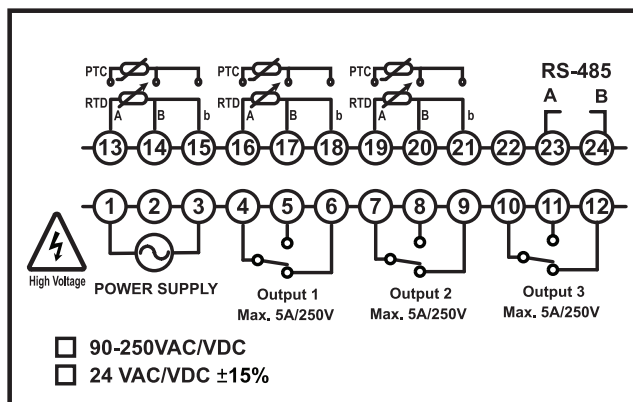 PTC PTC PTC RS-485
RTD A B b RTD A B b RTD A B b A B
13 14 15 16 17 18 19 20 21 22 23 24
1 2 3 4 5 6 7 8 9 10 11 12
High Voltage POWER SUPPLY Output 1 Output 2 Output 3
Max. 5A/250V Max. 5A/250V Max. 5A/250V
90-250VAC/VDC
24 VAC/VDC ±15%